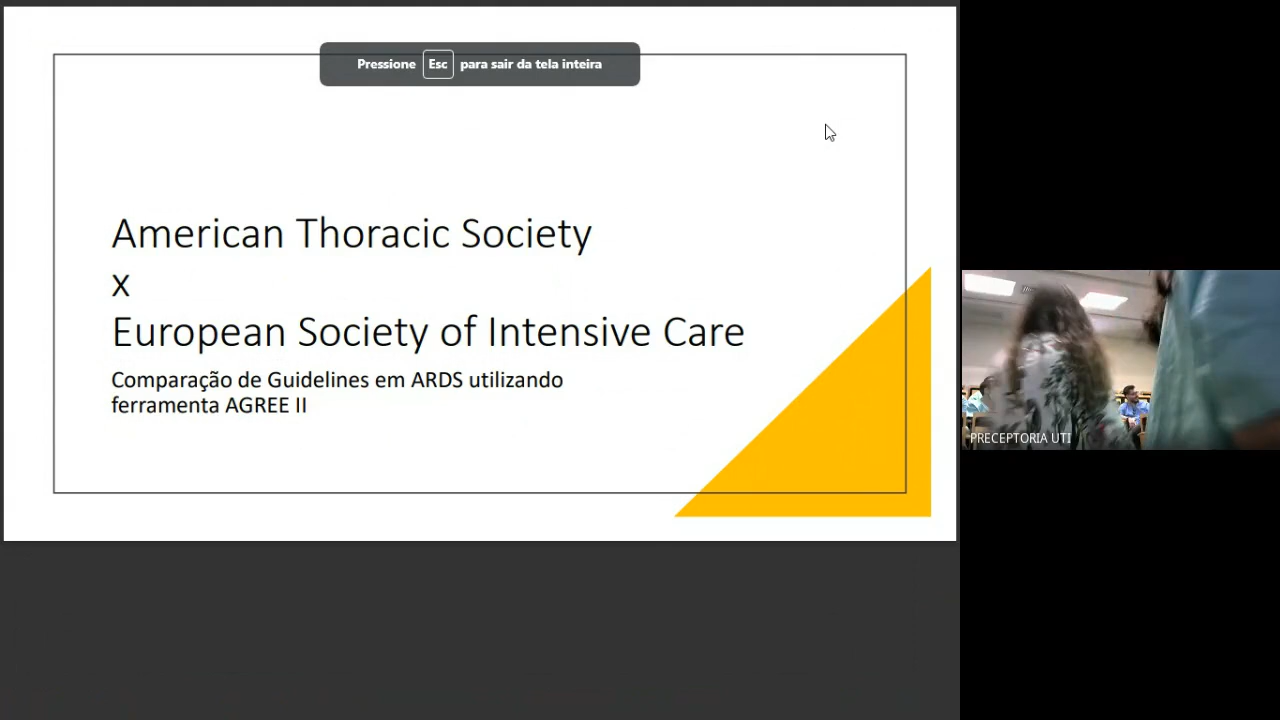 Pressione Esc para sair da tela inteira
American Thoracic Society
x
European Society of Intensive Care
Comparação de Guidelines em ARDS utilizando
ferramenta AGREE II
PRECEPTORIA UTI